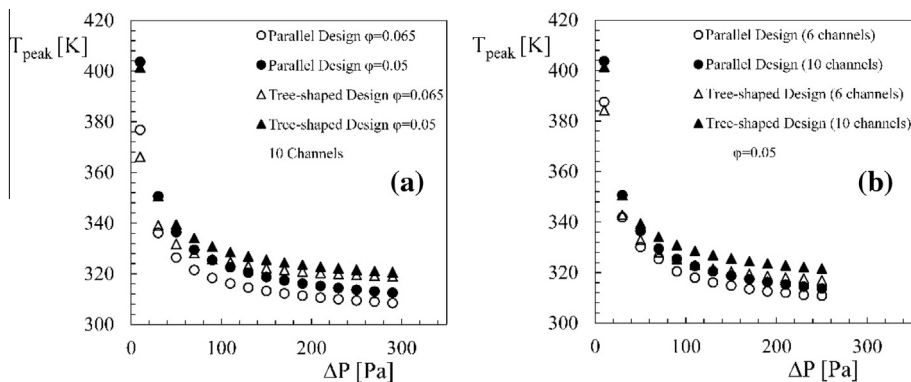 420
T_peak [K]
400
380
360
340
320
300
0
100
200
300
ΔP [Pa]
Parallel Design φ=0.065
Parallel Design φ=0.05
Tree-shaped Design φ=0.065
Tree-shaped Design φ=0.05
10 Channels
(a)
420
T_peak [K]
400
380
360
340
320
300
0
100
200
300
ΔP [Pa]
Parallel Design (6 channels)
Parallel Design (10 channels)
Tree-shaped Design (6 channels)
Tree-shaped Design (10 channels)
φ=0.05
(b)